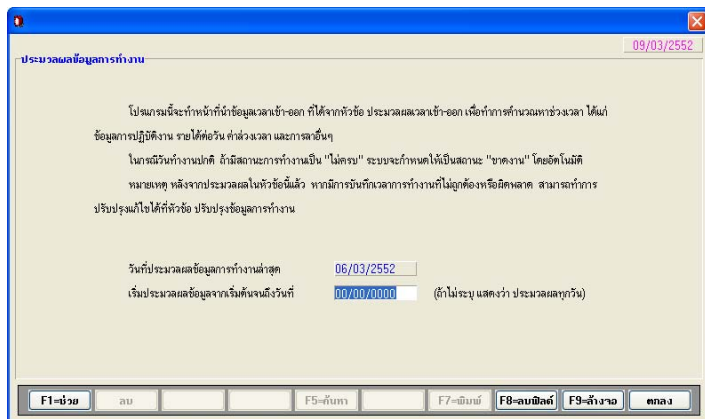 09/03/2552
ประมวลผลข้อมูลการทำงาน
โปรแกรมนี้จะทำหน้าที่นำข้อมูลเวลาเข้า-ออก ที่ได้จากหัวข้อ ประมวลผลเวลาเข้า-ออก เพื่อทำการคำนวณหาช่วงเวลา ได้แก่
ข้อมูลการปฏิบัติงาน รายได้ต่อวัน ค่าล่วงเวลา และการลาอื่นๆ
ในกรณีวันทำงานปกติ ถ้ามีสถานะการทำงานเป็น "ไม่ครบ" ระบบจะกำหนดให้เป็นสถานะ "ขาดงาน" โดยอัตโนมัติ
หมายเหตุ หลังจากประมวลผลในหัวข้อนี้แล้ว หากมีการบันทึกเวลาการทำงานที่ไม่ถูกต้องหรือผิดพลาด สามารถทำการ
ปรับปรุงแก้ไขได้ที่หัวข้อ ปรับปรุงข้อมูลการทำงาน
วันที่ประมวลผลข้อมูลการทำงานล่าสุด 06/03/2552
เริ่มประมวลผลข้อมูลจากเริ่มต้นจนถึงวันที่ 00/00/0000 (ถ้าไม่ระบุ แสดงว่า ประมวลผลทุกวัน)
F1=ช่วย ลบ F5=ค้นหา F7=พิมพ์ F8=ลบฟิลด์ F9=ล้างจอ ตกลง